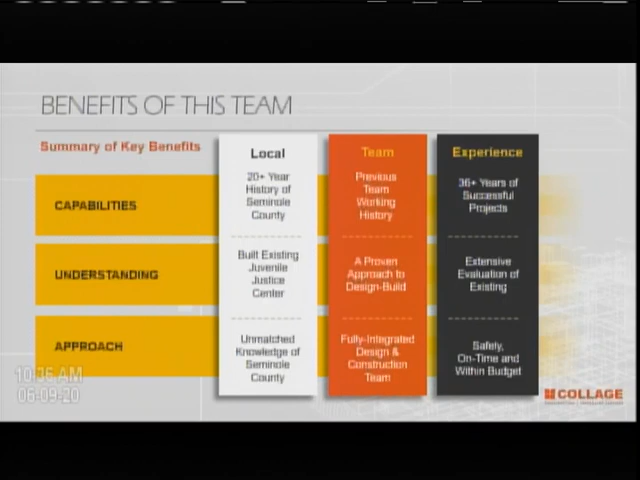 BENEFITS OF THIS TEAM
Summary of Key Benefits
Local
Team
Experience
CAPABILITIES
20+ Year
History of
Seminole
County
Previous
Team
Working
History
36+ Years of
Successful
Projects
UNDERSTANDING
Built Existing
Juvenile
Justice
Center
A Proven
Approach to
Design-Build
Extensive
Evaluation of
Existing
APPROACH
Unmatched
Knowledge of
Seminole
County
Fully-Integrated
Design &
Construction
Team
Safely,
On-Time and
Within Budget
10:36 AM
06-09-20
COLLAGE